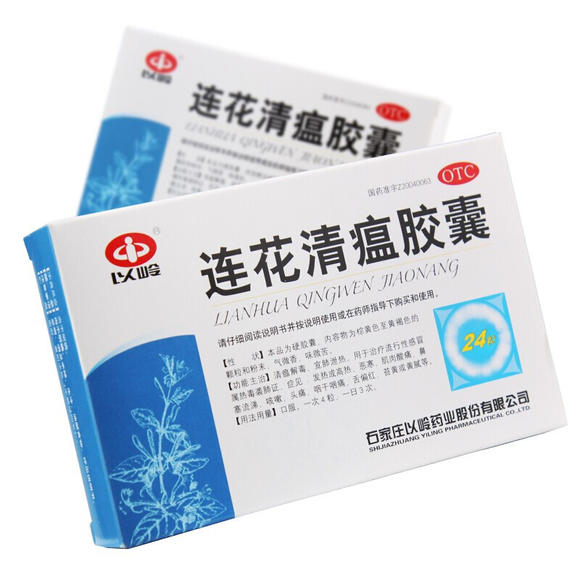 以岭
连花清瘟胶囊
LIANHUA QINGWEN JIAONANG
OTC
以岭
®
国药准字Z20040063
OTC
连花清瘟胶囊
LIANHUA QINGWEN JIAONANG
请仔细阅读说明书并按说明使用或在药师指导下购买和使用。
【性 状】本品为硬胶囊，内容物为棕黄色至黄褐色的
颗粒和粉末，气微香，味微苦。
【功能主治】清瘟解毒，宣肺泄热。用于治疗流行性感冒
属热毒袭肺证，症见：发热或高热，恶寒，肌肉酸痛，鼻
塞流涕，咳嗽，头痛，咽干咽痛，舌偏红，苔黄或黄腻等。
【用法用量】口服。一次4粒，一日3次。
24粒
石家庄以岭药业股份有限公司
SHIJIAZHUANG YILING PHARMACEUTICAL CO.,LTD.